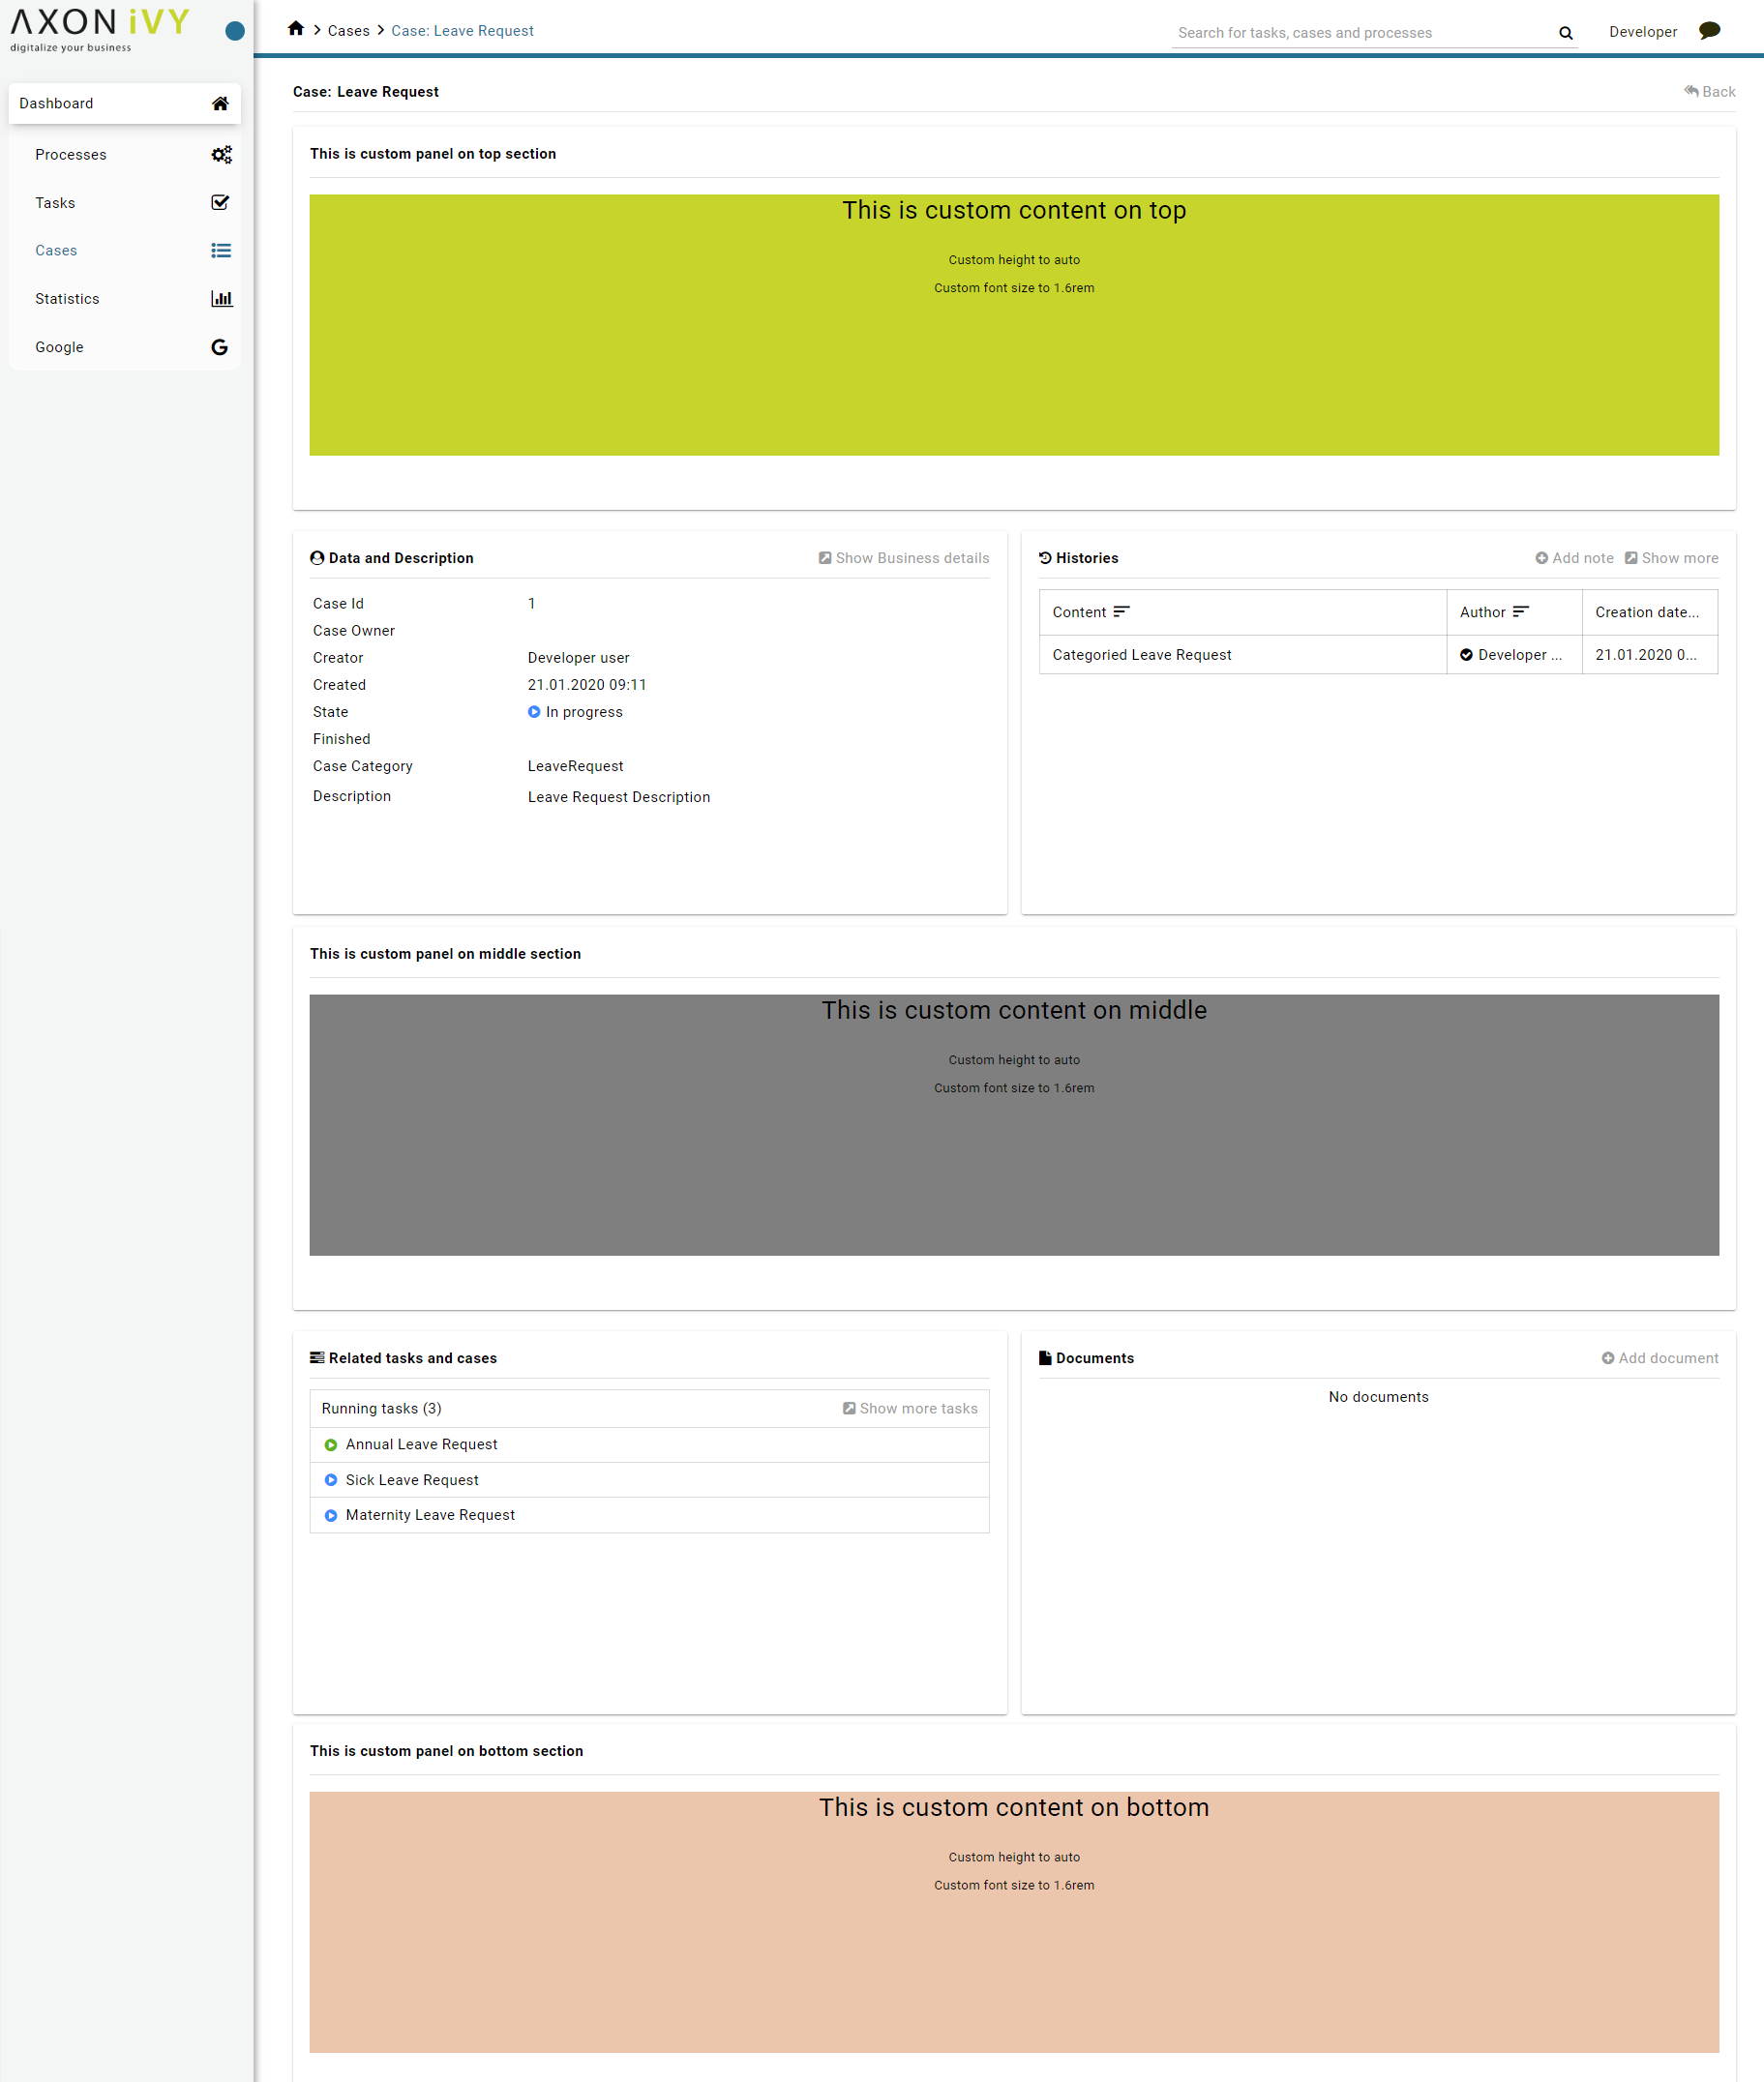 AXON iVY
digitalize your business
Cases
Case: Leave Request
Search for tasks, cases and processes
Developer
Dashboard
Processes
Tasks
Cases
Statistics
Google
Case: Leave Request
Back
This is custom panel on top section
This is custom content on top
Custom height to auto
Custom font size to 1.6rem
Data and Description
Show Business details
Case Id 1
Case Owner
Creator Developer user
Created 21.01.2020 09:11
State In progress
Finished
Case Category LeaveRequest
Description Leave Request Description
Histories
Add note Show more
Content Author Creation date...
Categoried Leave Request Developer ... 21.01.2020 0...
This is custom panel on middle section
This is custom content on middle
Custom height to auto
Custom font size to 1.6rem
Related tasks and cases
Running tasks (3) Show more tasks
Annual Leave Request
Sick Leave Request
Maternity Leave Request
Documents
Add document
No documents
This is custom panel on bottom section
This is custom content on bottom
Custom height to auto
Custom font size to 1.6rem